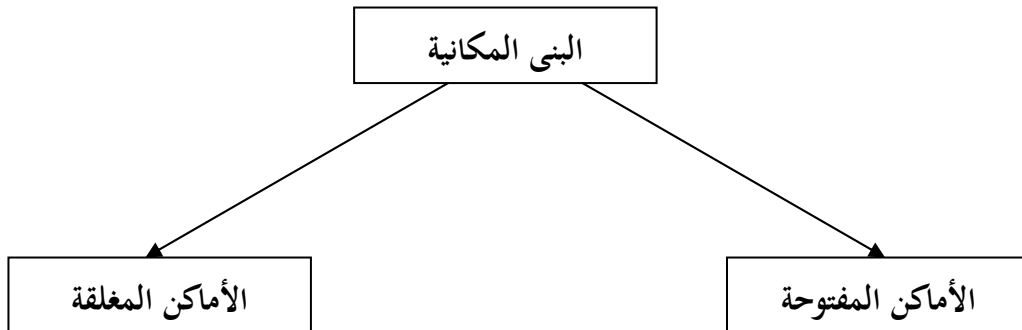 البنى المكانية
الأماكن المفتوحة
الأماكن المغلقة